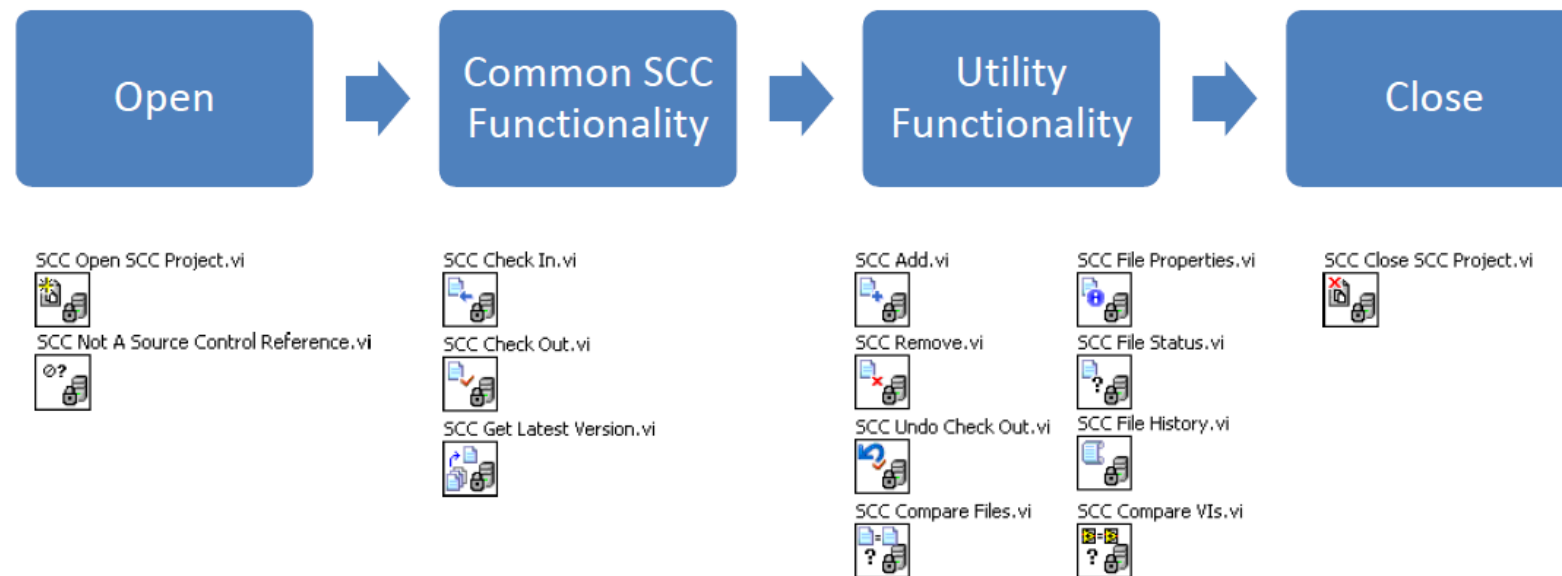 Open
Common SCC
Functionality
Utility
Functionality
Close
SCC Open SCC Project.vi
SCC Not A Source Control Reference.vi
?
SCC Check In.vi
SCC Check Out.vi
SCC Get Latest Version.vi
SCC Add.vi
SCC Remove.vi
SCC Undo Check Out.vi
SCC Compare Files.vi
=
?
SCC File Properties.vi
i
SCC File Status.vi
?
SCC File History.vi
SCC Compare VIs.vi
=
?
SCC Close SCC Project.vi